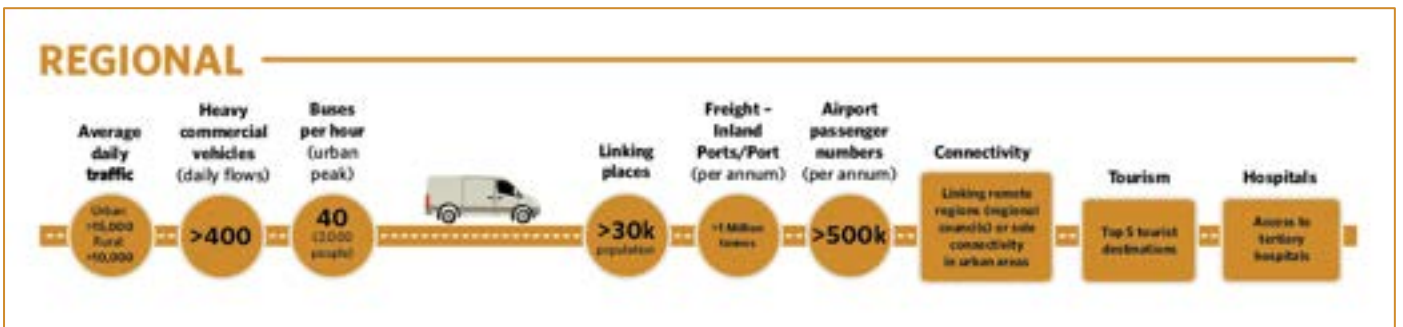 REGIONAL
Average
daily
traffic
Urban
>15,000
Rural
>10,000
Heavy
commercial
vehicles
(daily flows)
>400
Buses
per hour
(urban
peak)
40
(2,000
people)
Linking
places
>30k
population
Freight –
Inland
Ports/Port
(per annum)
>1 Million
tonnes
Airport
passenger
numbers
(per annum)
>500k
Connectivity
Linking remote
regions (regional
councils) or sole
connectivity
in urban areas
Tourism
Top 5 tourist
destinations
Hospitals
Access to
tertiary
hospitals